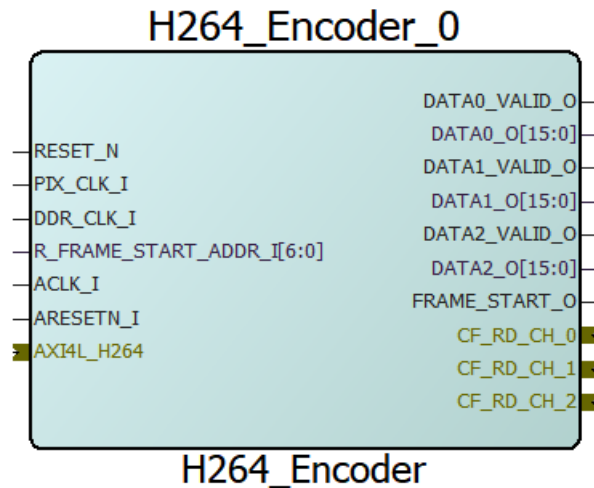 H264_Encoder_0
RESET_N
PIX_CLK_I
DDR_CLK_I
R_FRAME_START_ADDR_I[6:0]
ACLK_I
ARESETN_I
AXI4L_H264
DATA0_VALID_O
DATA0_O[15:0]
DATA1_VALID_O
DATA1_O[15:0]
DATA2_VALID_O
DATA2_O[15:0]
FRAME_START_O
CF_RD_CH_0
CF_RD_CH_1
CF_RD_CH_2
H264_Encoder